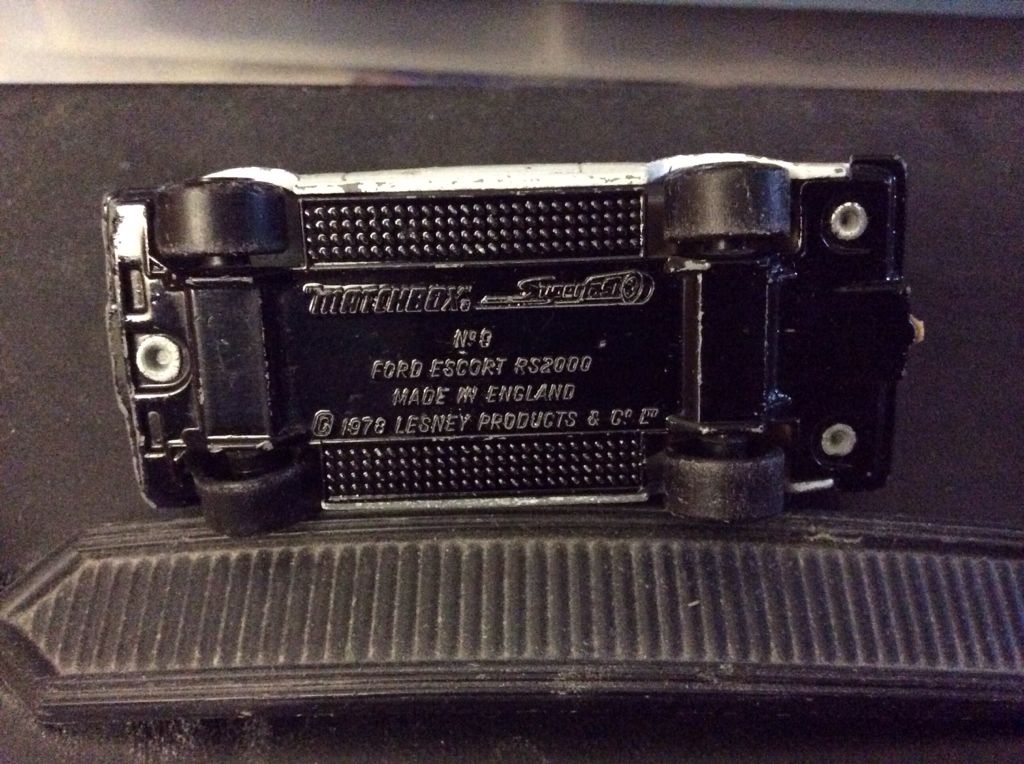 "MATCHBOX" Superfast
Nº 9
FORD ESCORT RS2000
MADE IN ENGLAND
© 1978 LESNEY PRODUCTS & Cº Lᵀᴰ